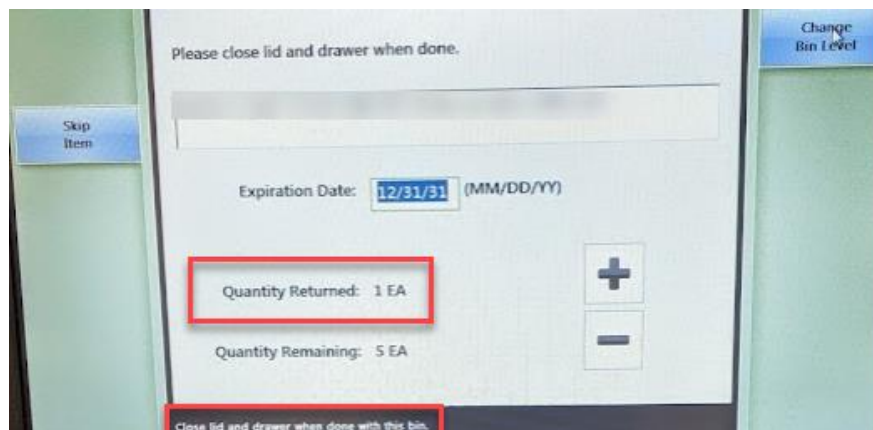 Please close lid and drawer when done.
Change
Bin Level
Skip
Item
Expiration Date: 12/31/31 (MM/DD/YY)
Quantity Returned: 1 EA
Quantity Remaining: 5 EA
Close lid and drawer when done with this bin.